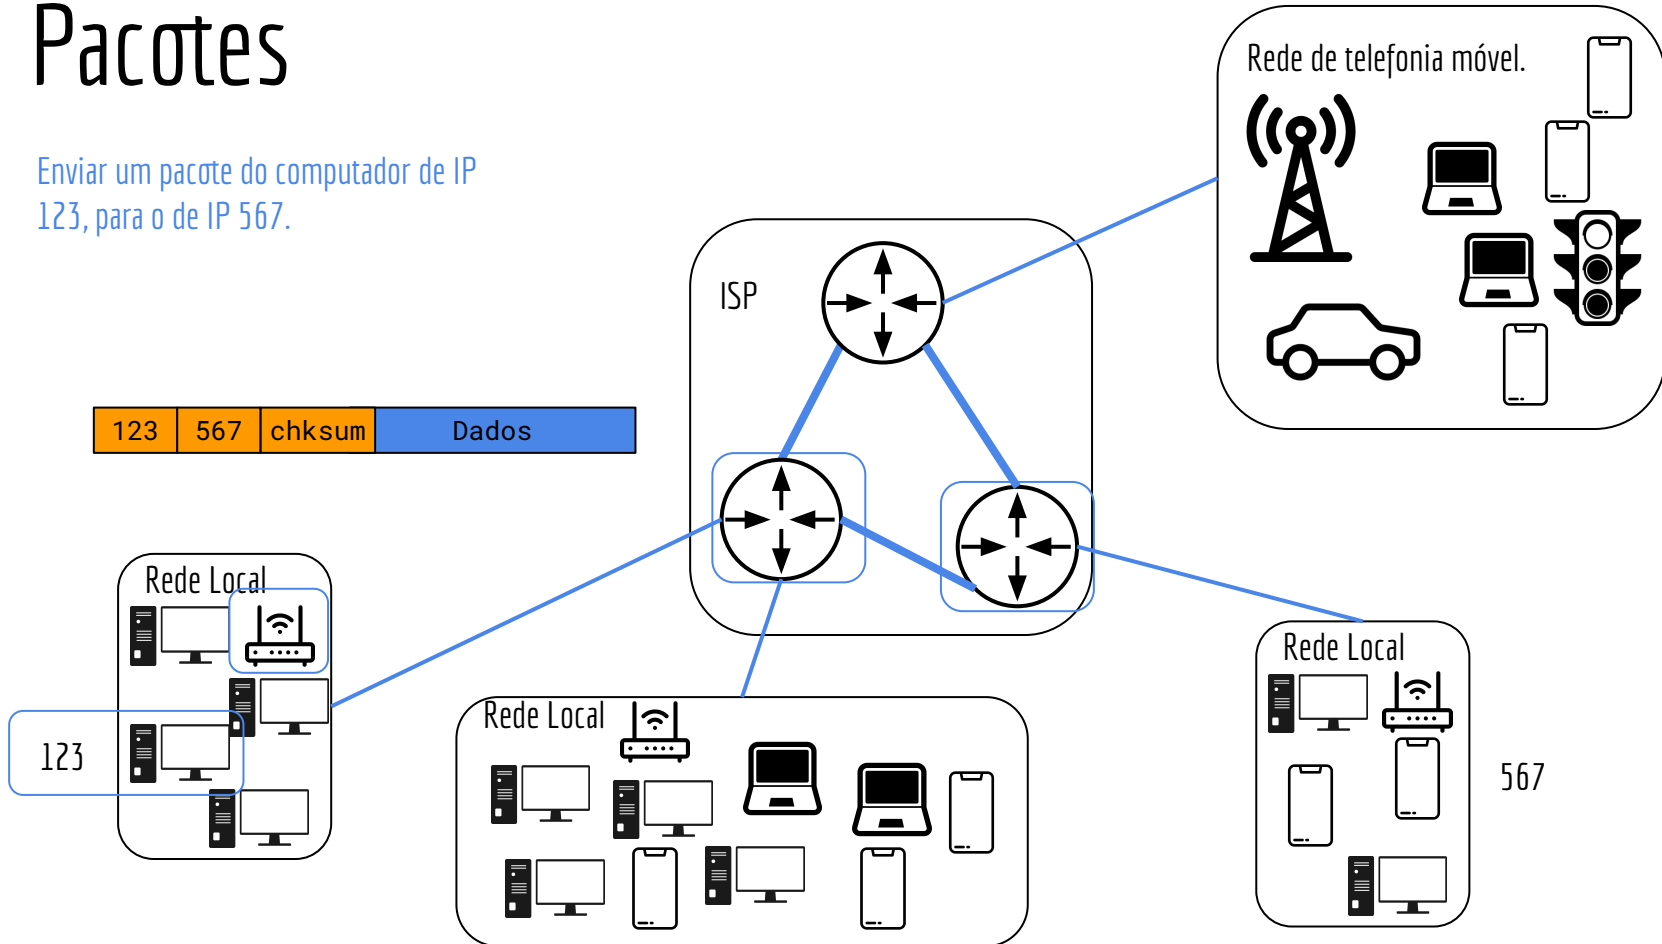 Pacotes
Enviar um pacote do computador de IP
123, para o de IP 567.
Rede de telefonia móvel.
ISP
123 567 chksum Dados
Rede Local
123
Rede Local
Rede Local
567